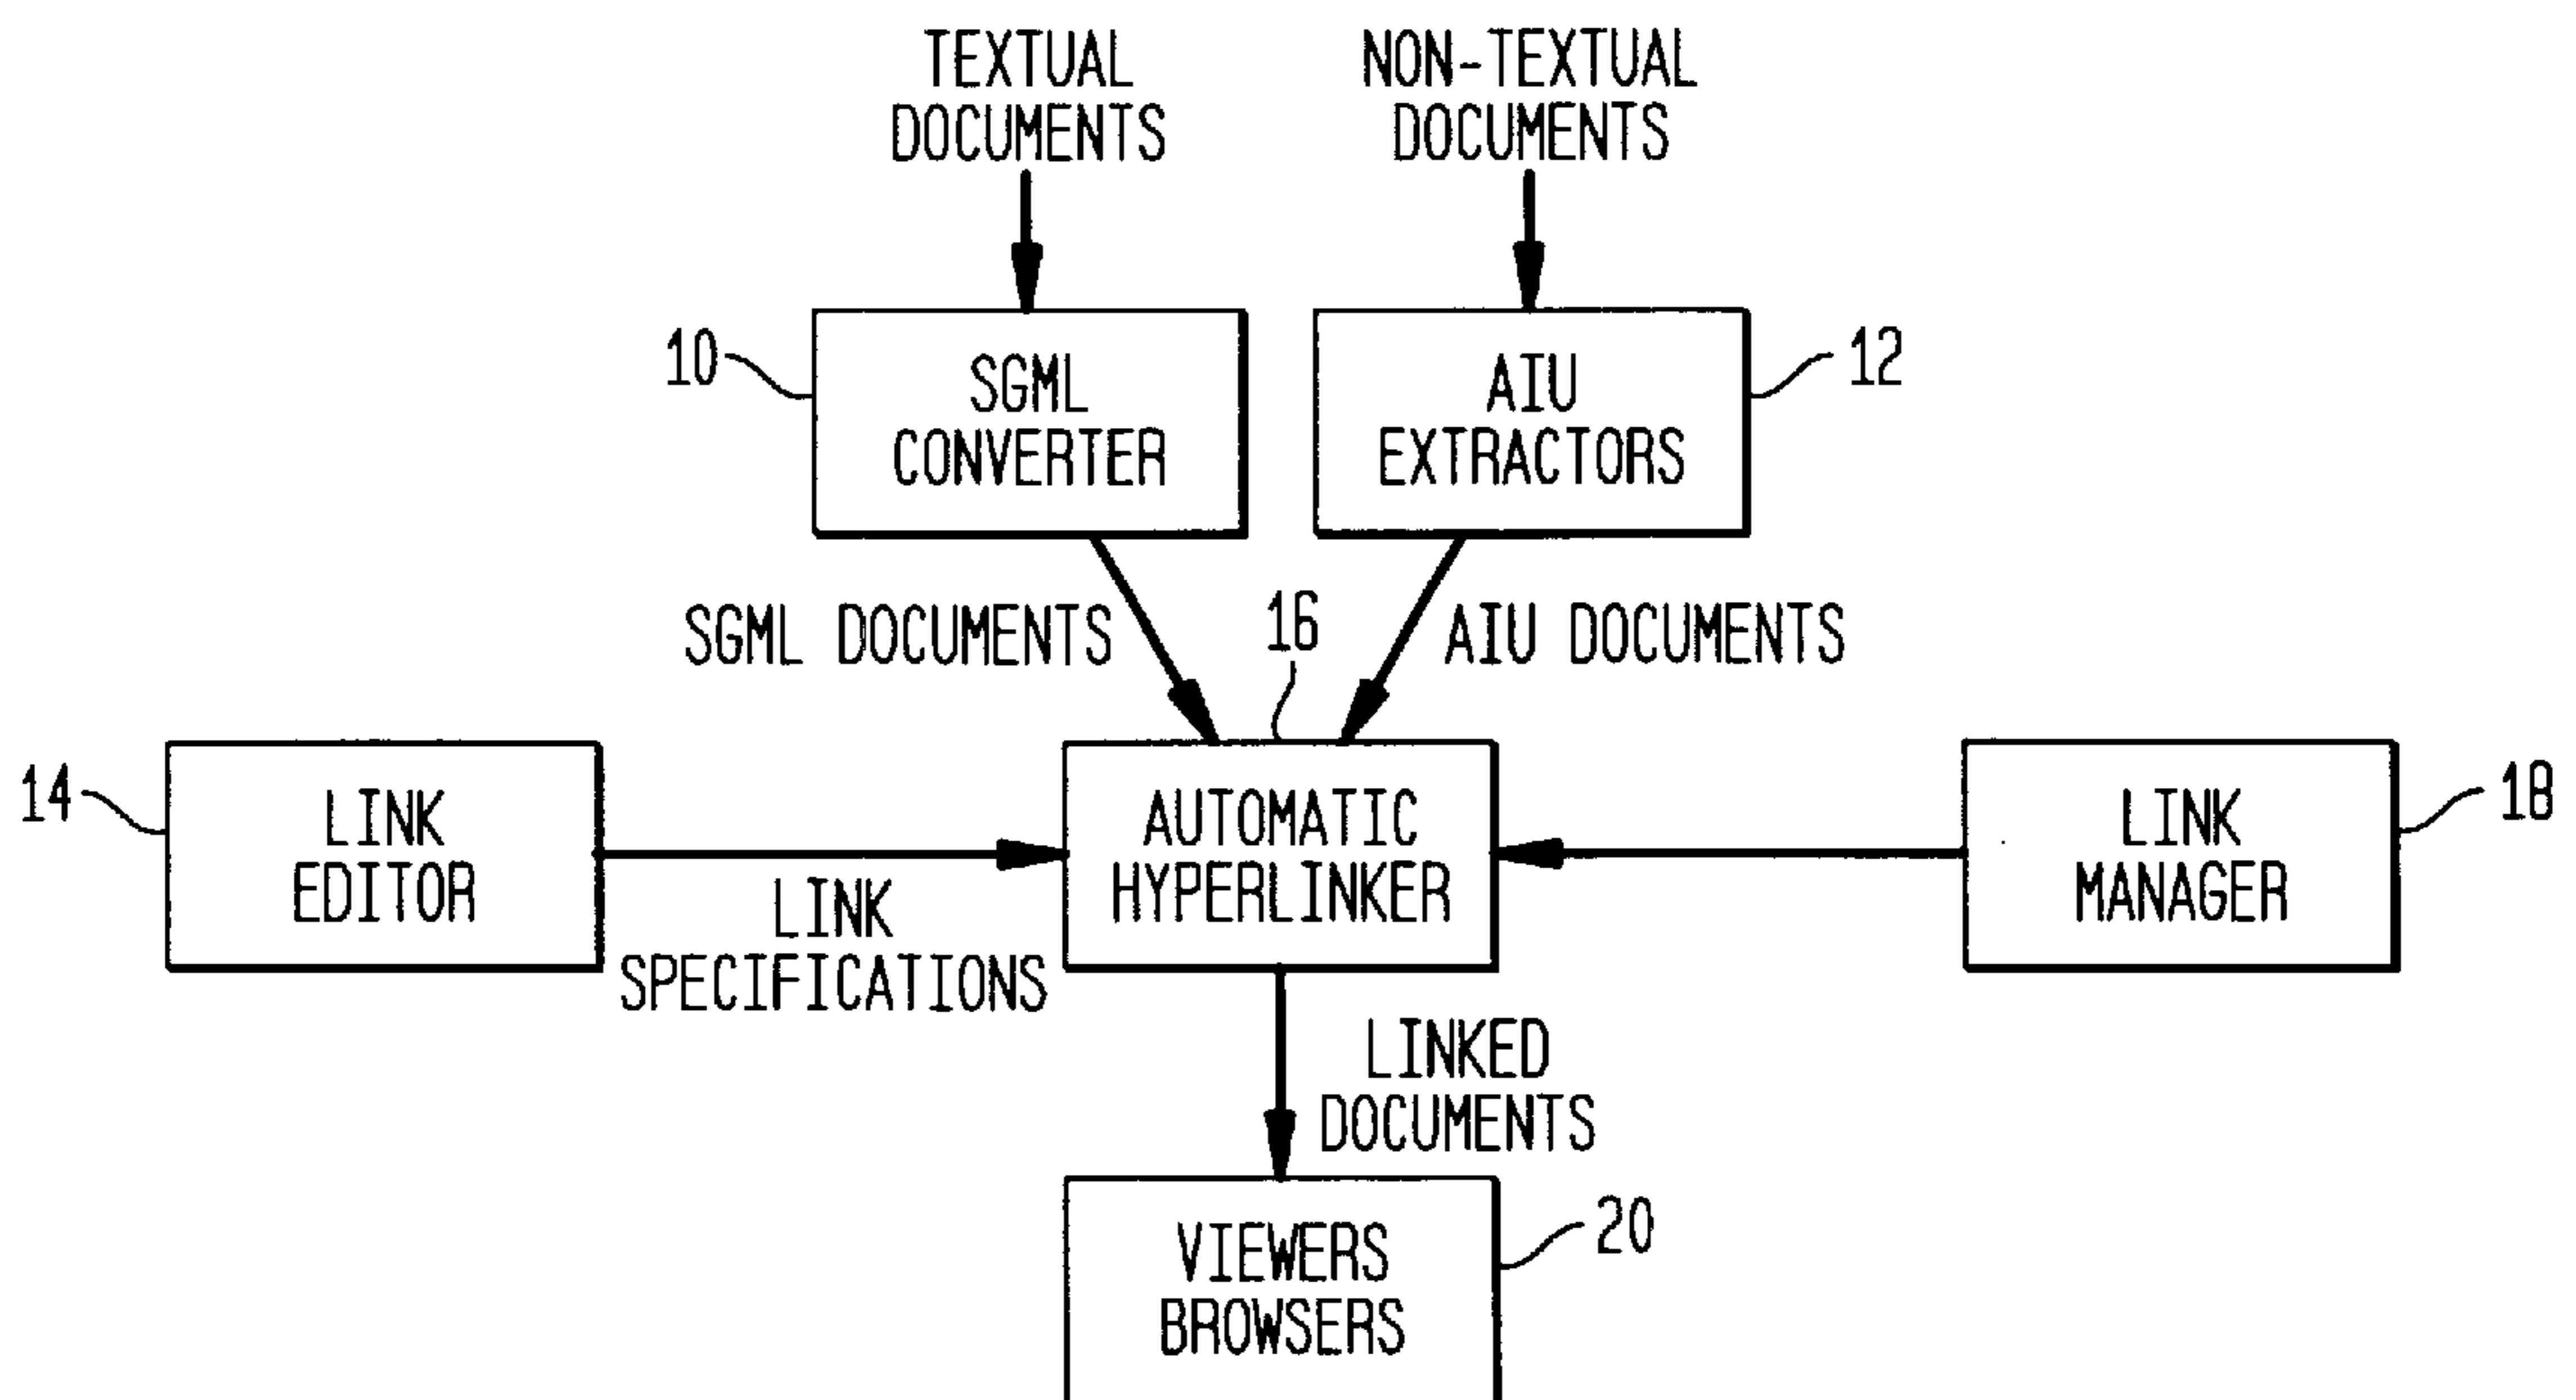 TEXTUAL
DOCUMENTS
NON-TEXTUAL
DOCUMENTS
10
SGML
CONVERTER
AIU
EXTRACTORS
12
SGML DOCUMENTS
16
AIU DOCUMENTS
14
LINK
EDITOR
LINK
SPECIFICATIONS
AUTOMATIC
HYPERLINKER
LINK
MANAGER
18
LINKED
DOCUMENTS
VIEWERS
BROWSERS
20